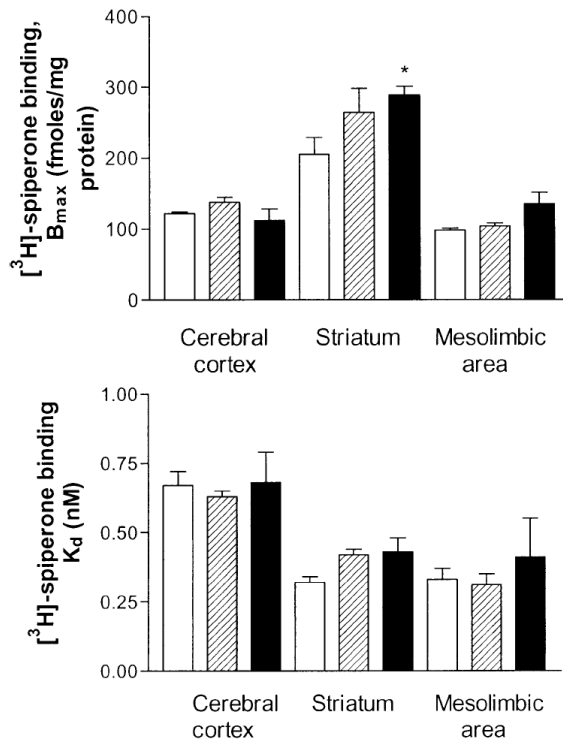 [³H]-spiperone binding,
Bmax (fmoles/mg
protein)
400
300
200
100
0
*
Cerebral
cortex
Striatum
Mesolimbic
area
[³H]-spiperone binding
Kd (nM)
1.00
0.75
0.50
0.25
0.00
Cerebral
cortex
Striatum
Mesolimbic
area